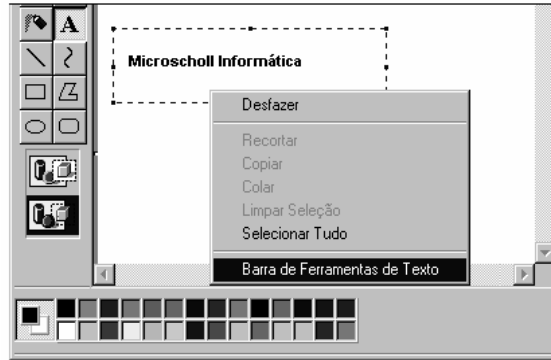 A
Microscholl Informática
Desfazer
Recortar
Copiar
Colar
Limpar Seleção
Selecionar Tudo
Barra de Ferramentas de Texto